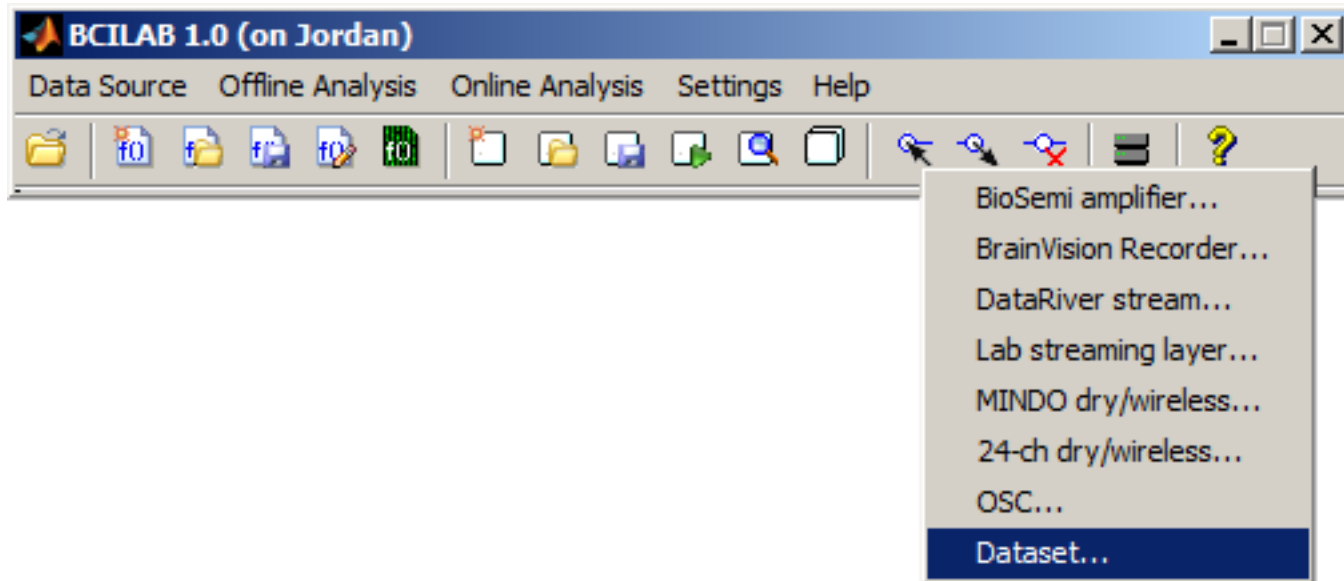 BCILAB 1.0 (on Jordan)
Data Source Offline Analysis Online Analysis Settings Help
f() f() f() f() f()
BioSemi amplifier...
BrainVision Recorder...
DataRiver stream...
Lab streaming layer...
MINDO dry/wireless...
24-ch dry/wireless...
OSC...
Dataset...